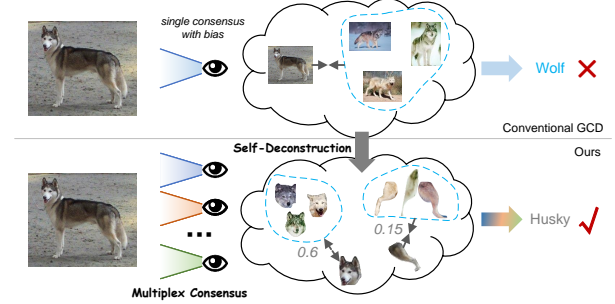 single consensus
with bias
Wolf
Conventional GCD
Self-Deconstruction
Ours
0.6
0.15
Husky
...
Multiplex Consensus